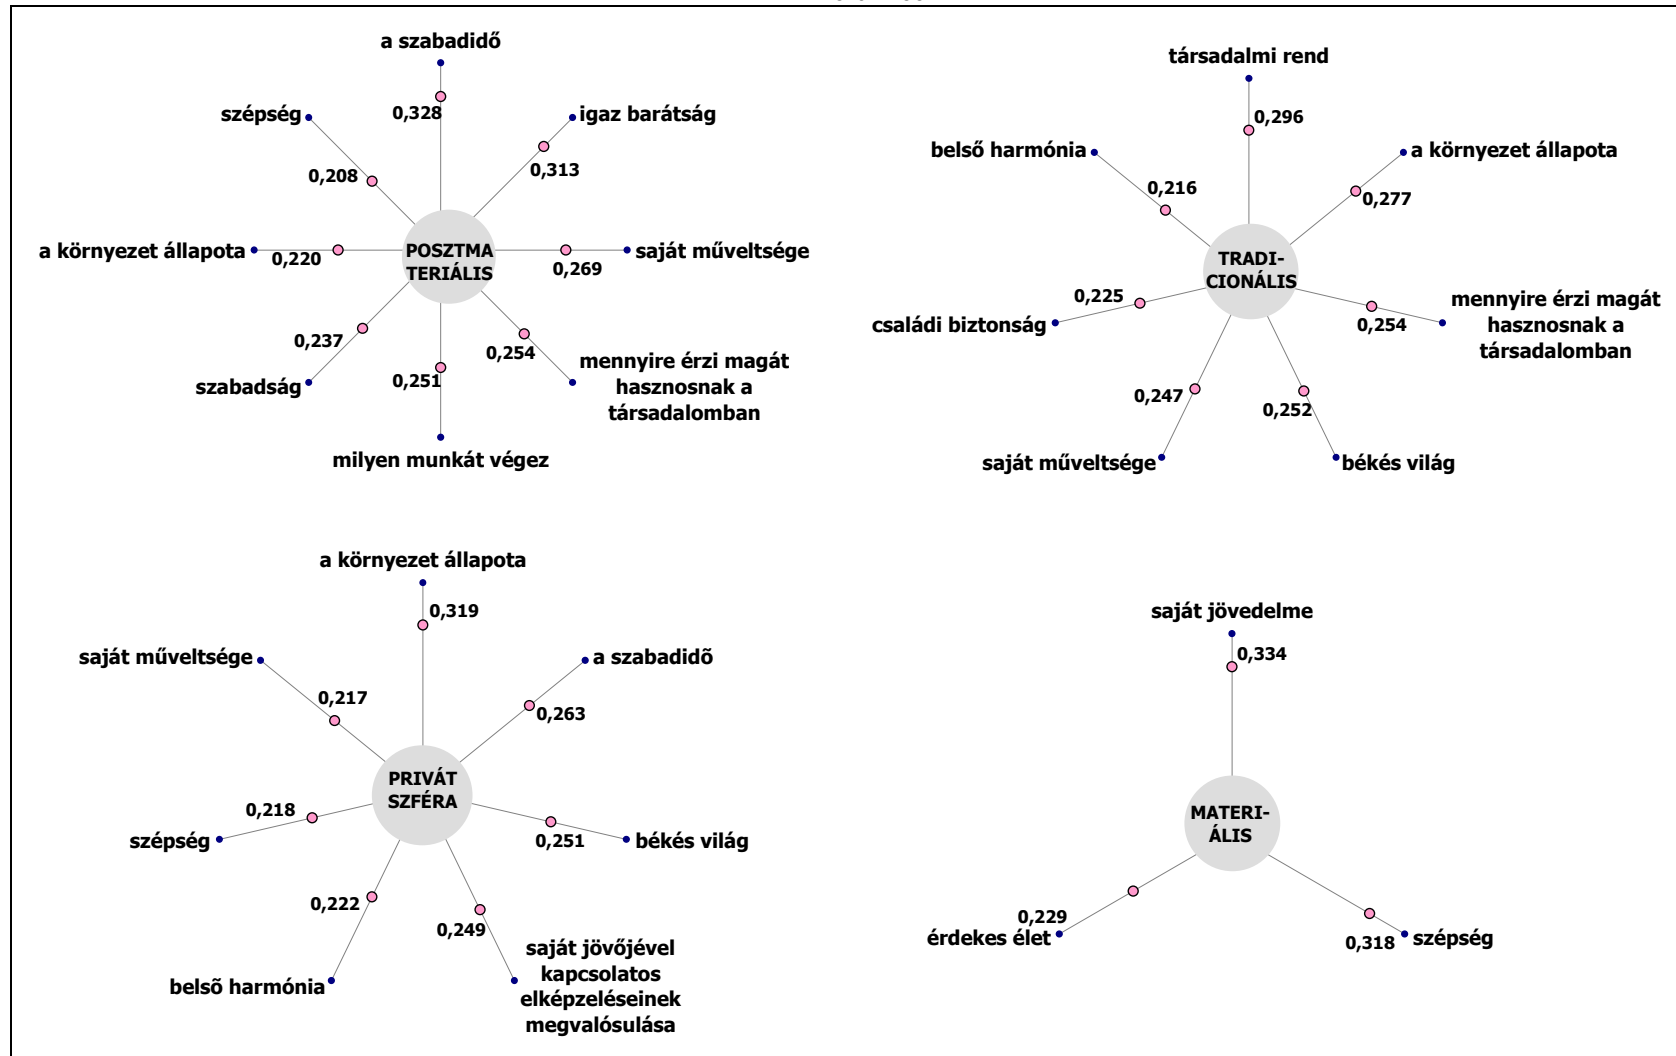 a szabadidő
0,328
szépség
0,208
igaz barátság
0,313
a környezet állapota
0,220
POSZTMA
TERIÁLIS
saját műveltsége
0,269
0,237
szabadság
0,251
milyen munkát végez
0,254
mennyire érzi magát
hasznosnak a
társadalomban
társadalmi rend
0,296
belső harmónia
0,216
a környezet állapota
0,277
TRADI-
CIONÁLIS
0,225
családi biztonság
0,254
mennyire érzi magát
hasznosnak a
társadalomban
0,247
saját műveltsége
0,252
békés világ
a környezet állapota
0,319
saját műveltsége
0,217
a szabadidõ
0,263
PRIVÁT
SZFÉRA
0,218
szépség
0,251
békés világ
0,222
belső harmónia
0,249
saját jövőjével
kapcsolatos
elképzeléseinek
megvalósulása
saját jövedelme
0,334
MATERI-
ÁLIS
0,229
érdekes élet
0,318
szépség